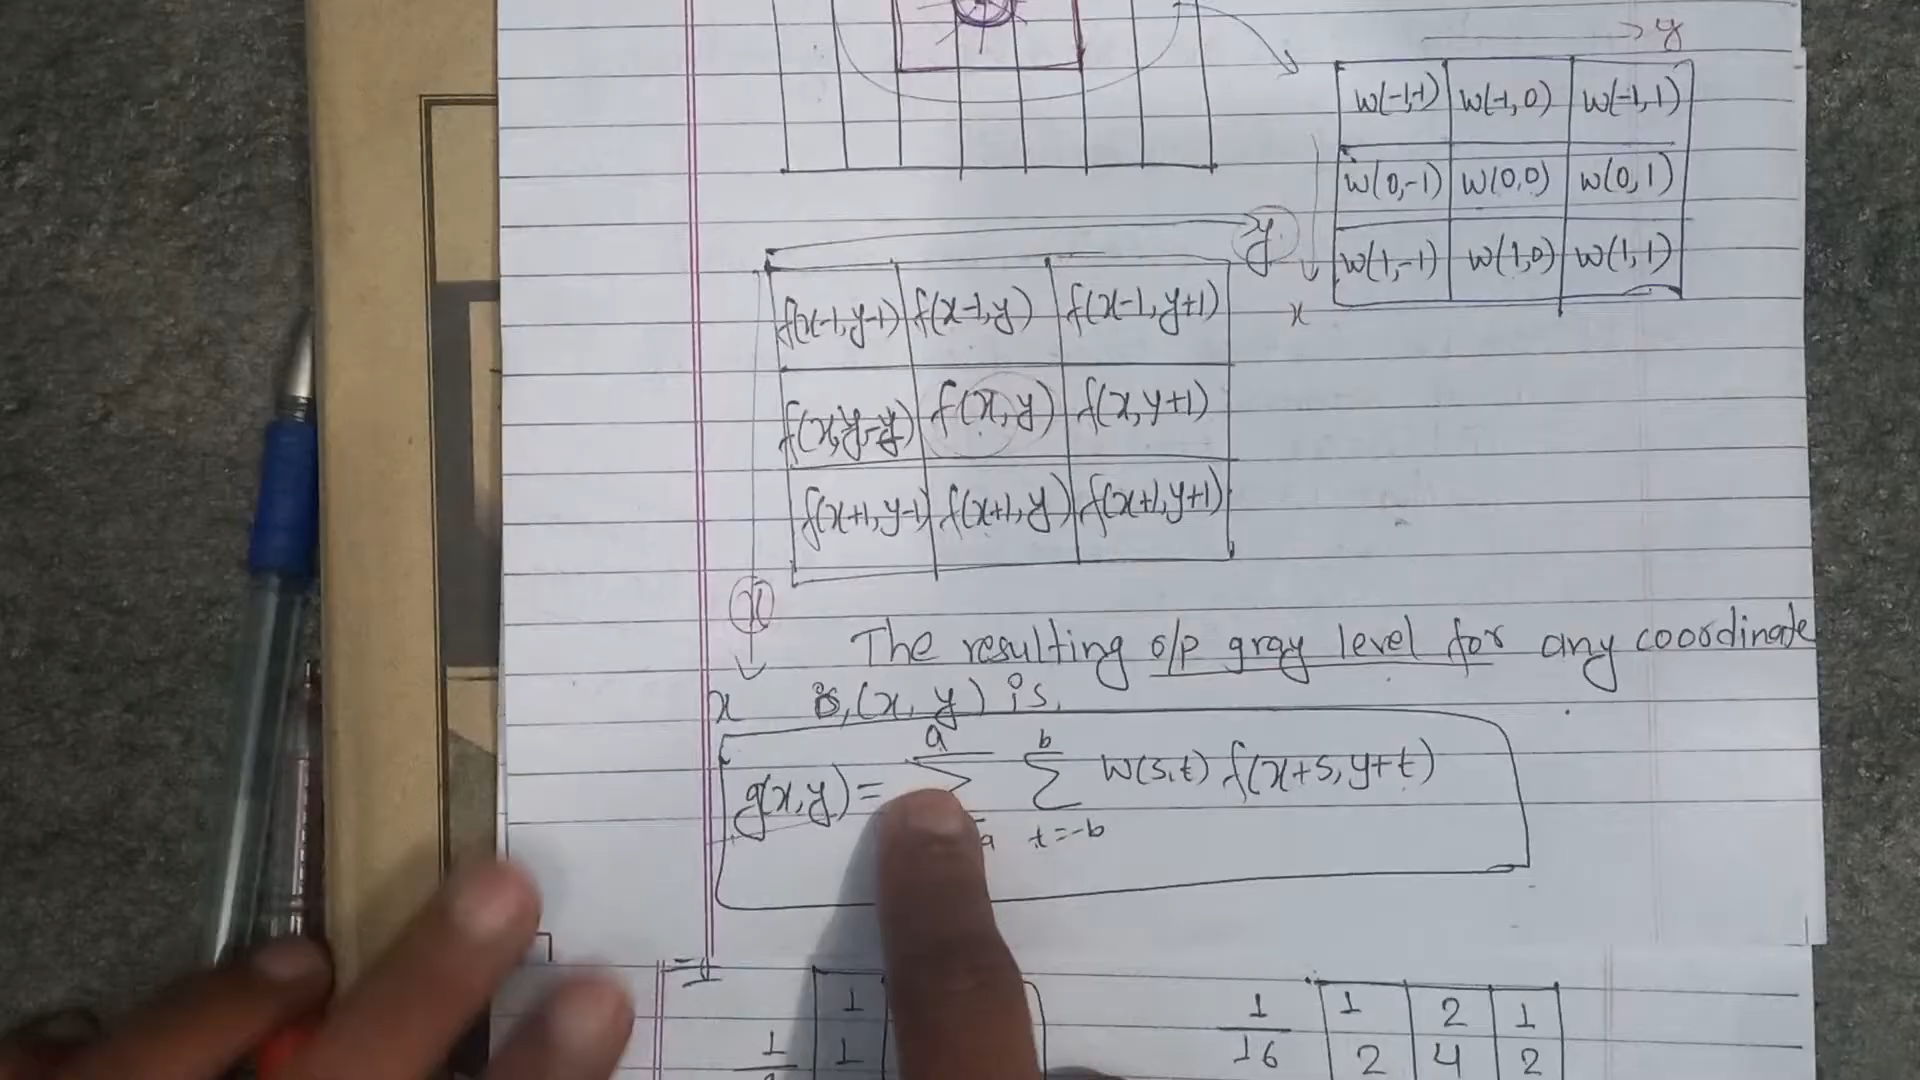 y
w(-1,-1) w(-1,0) w(-1,1)
w(0,-1) w(0,0) w(0,1)
w(1,-1) w(1,0) w(1,1)
x
y
f(x-1,y-1) f(x-1,y) f(x-1,y+1)
f(x,y-y) f(x,y) f(x,y+1)
f(x+1,y-1) f(x+1,y) f(x+1,y+1)
x
The resulting o/p gray level for any coordinate
x is,(x,y) is,
g(x,y)= Σ Σ w(s,t) f(x+s,y+t)
a b
a t=-b
1
1 1
1 1 2 1
16 2 4 2